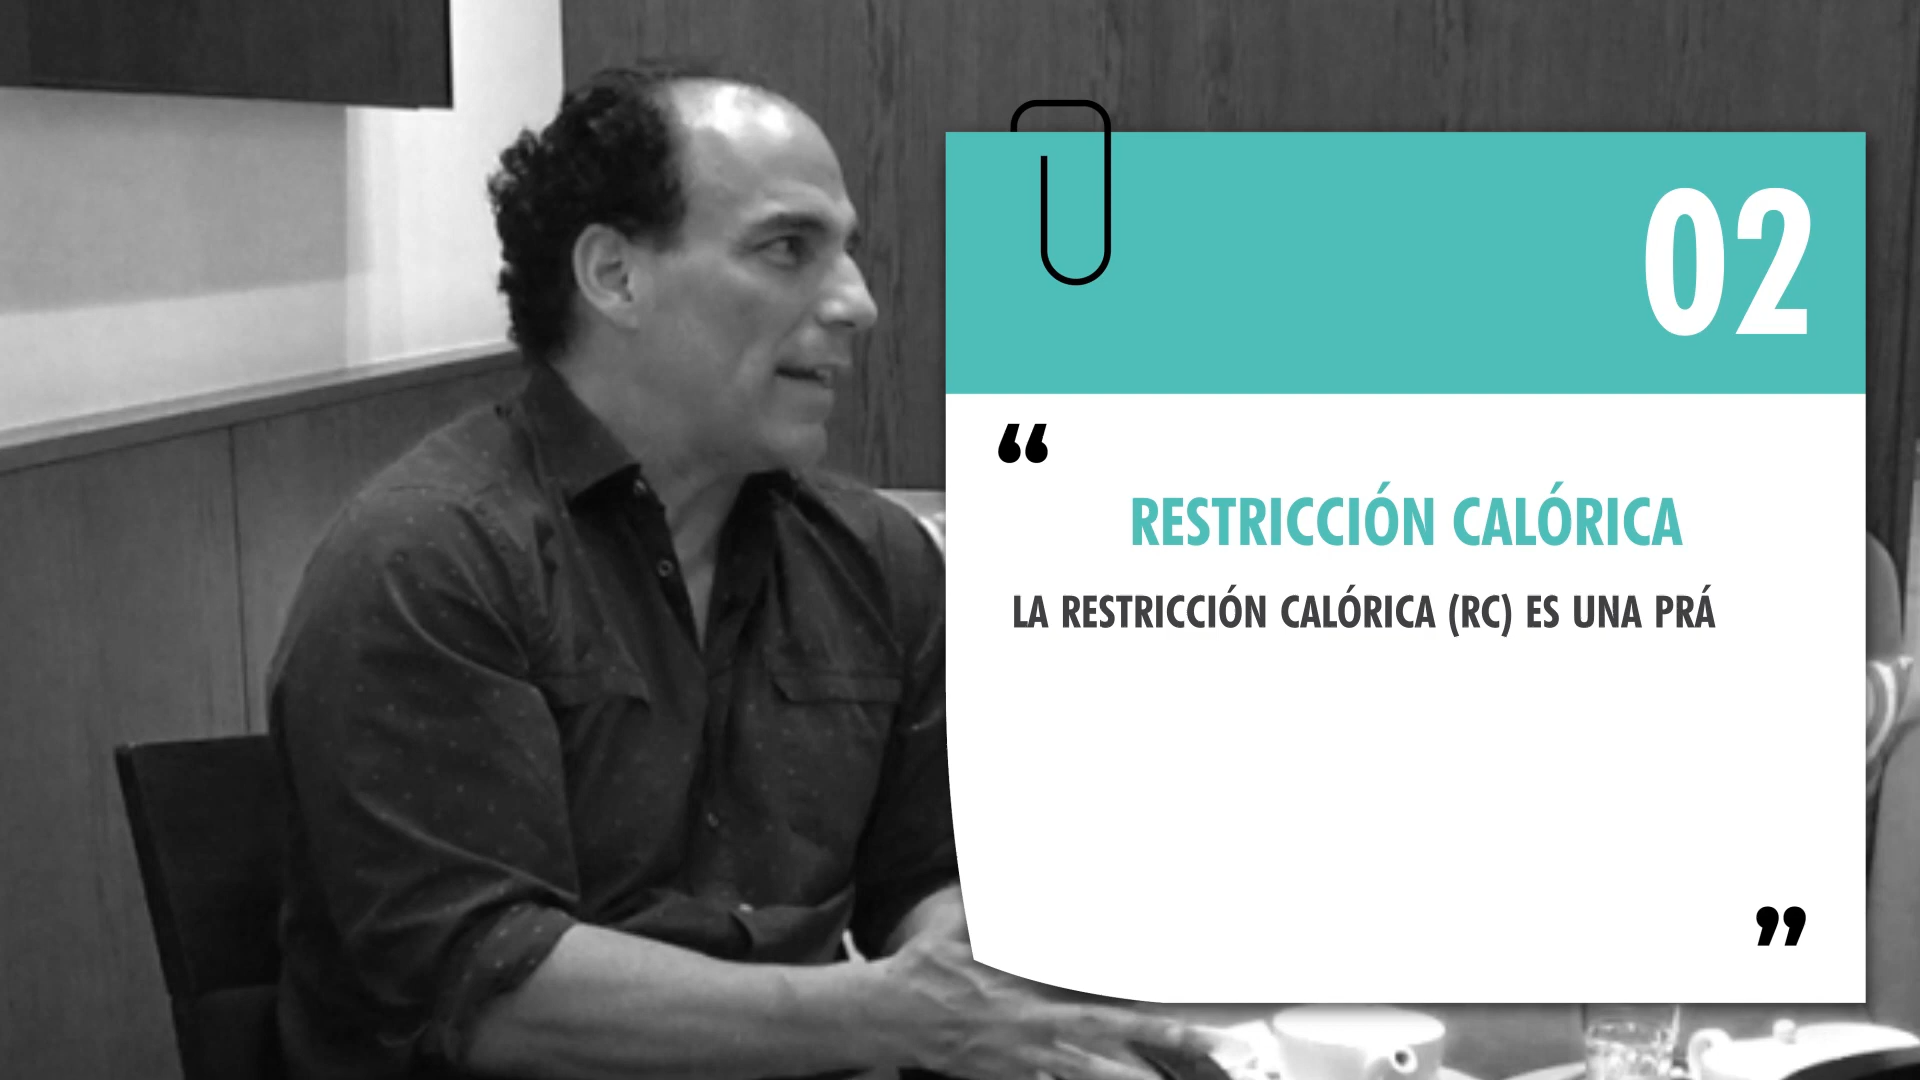 02
“
RESTRICCIÓN CALÓRICA
LA RESTRICCIÓN CALÓRICA (RC) ES UNA PRÁ
”